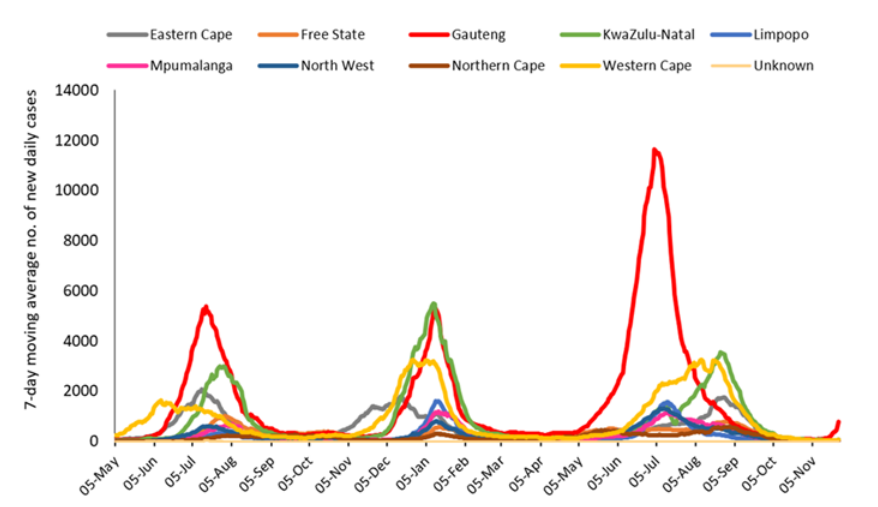 Eastern Cape Free State Gauteng KwaZulu-Natal Limpopo
Mpumalanga North West Northern Cape Western Cape Unknown
7-day moving average no. of new daily cases
14000
12000
10000
8000
6000
4000
2000
0
05-May 05-Jun 05-Jul 05-Aug 05-Sep 05-Oct 05-Nov 05-Dec 05-Jan 05-Feb 05-Mar 05-Apr 05-May 05-Jun 05-Jul 05-Aug 05-Sep 05-Oct 05-Nov